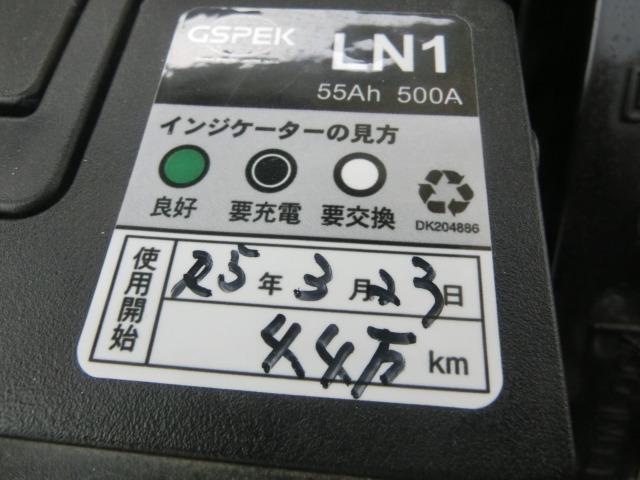 GSPEK
LN1
55Ah 500A
インジケーターの見方
良好 要充電 要交換
DK204886
使用開始
25年3月23日
4.4万 km